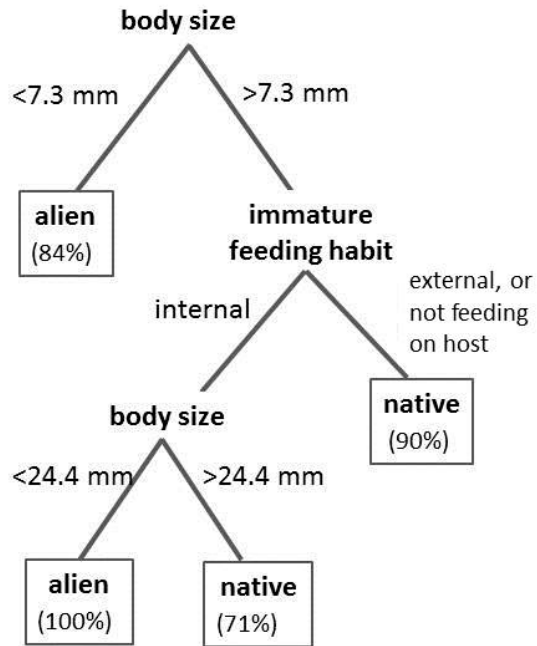 body size
<7.3 mm
>7.3 mm
alien
(84%)
immature
feeding habit
internal
external, or
not feeding
on host
body size
native
(90%)
<24.4 mm
>24.4 mm
alien
(100%)
native
(71%)